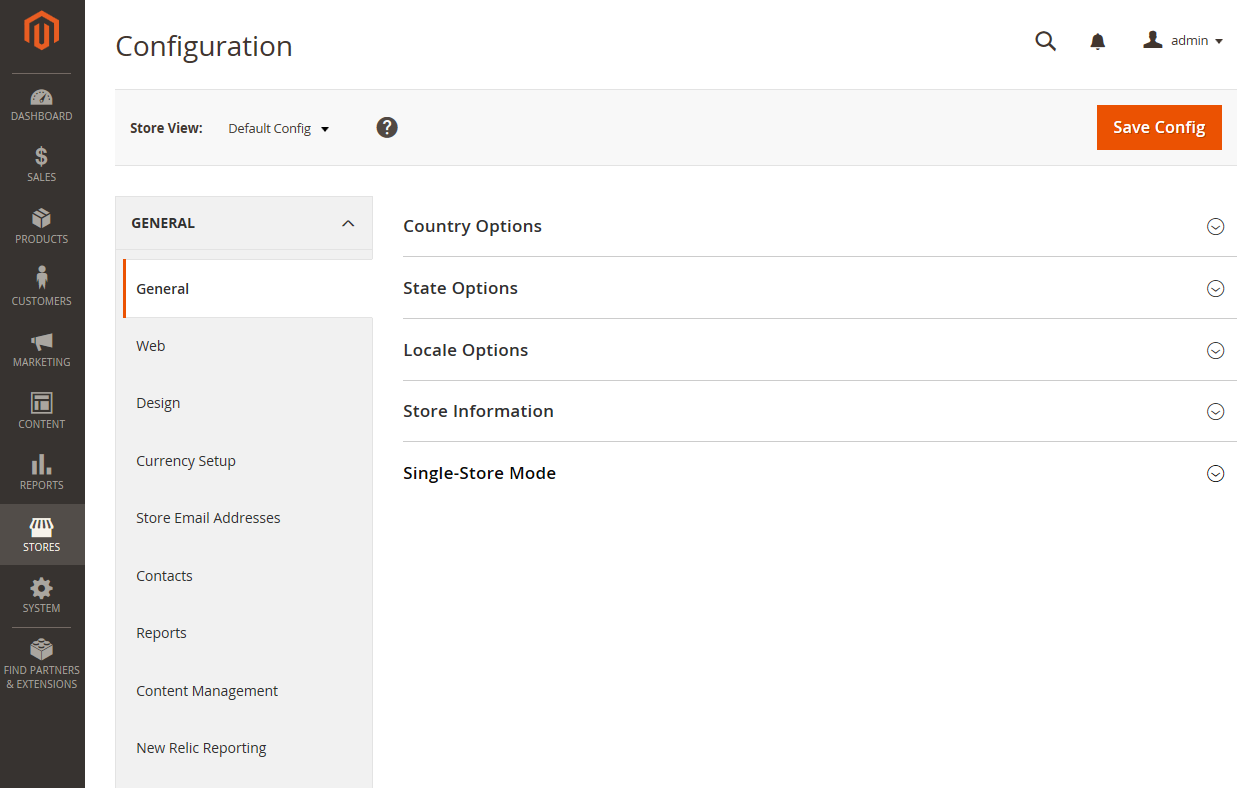 Configuration
admin
DASHBOARD
SALES
PRODUCTS
CUSTOMERS
MARKETING
CONTENT
REPORTS
STORES
SYSTEM
FIND PARTNERS
& EXTENSIONS
Store View:
Default Config
?
Save Config
GENERAL
General
Web
Design
Currency Setup
Store Email Addresses
Contacts
Reports
Content Management
New Relic Reporting
Country Options
State Options
Locale Options
Store Information
Single-Store Mode